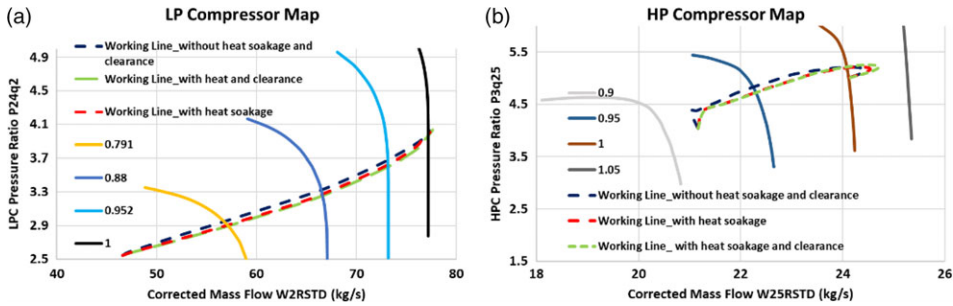 (a)
LP Compressor Map
LPC Pressure Ratio P24q2
4.9
4.5
4.1
3.7
3.3
2.9
2.5
Working Line_without heat soakage and
clearance
Working Line_with heat and clearance
Working Line_with heat soakage
0.791
0.88
0.952
1
40
50
60
70
80
Corrected Mass Flow W2RSTD (kg/s)
(b)
HP Compressor Map
HPC Pressure Ratio P3q25
5.5
4.5
3.5
2.5
1.5
0.9
0.95
1
1.05
Working Line_without heat soakage and clearance
Working Line_with heat soakage
Working Line_ with heat soakage and clearance
18
20
22
24
26
Corrected Mass Flow W25RSTD (kg/s)